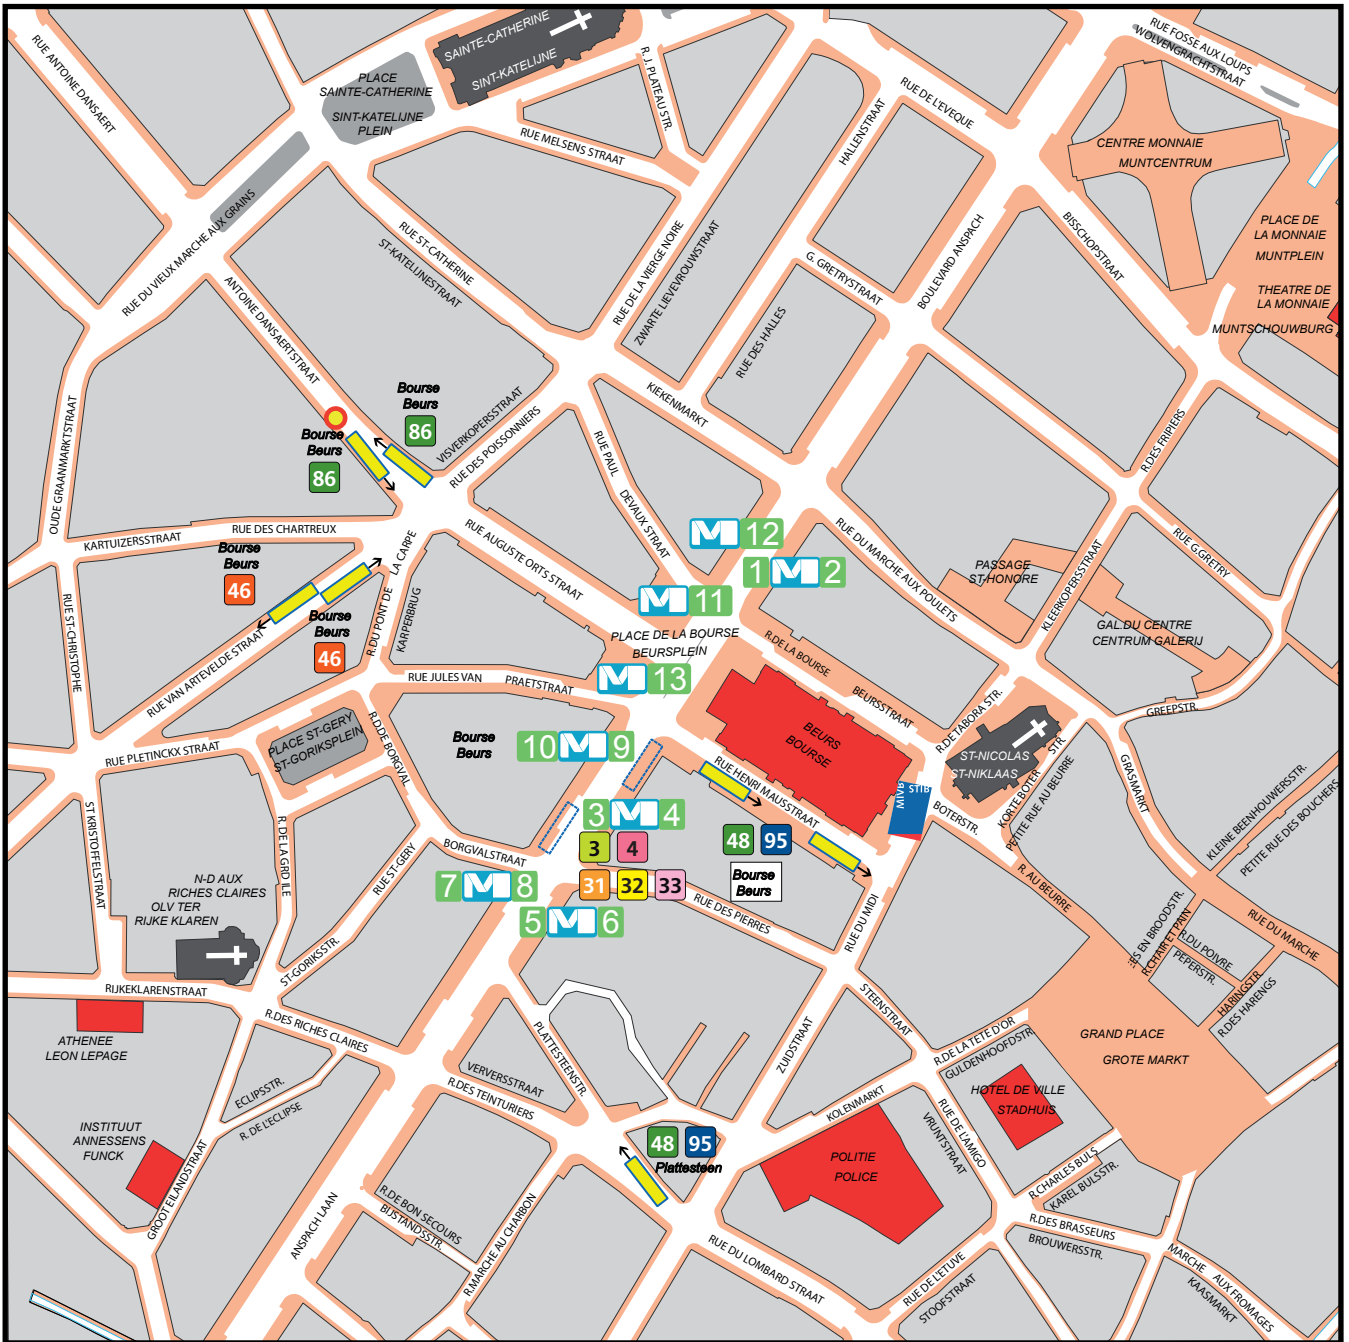 RUE ANTOINE DANSAERT
SAINTE-CATHERINE
SINT-KATELIJNE
PLACE
SAINTE-CATHERINE
SINT-KATELIJNE
PLEIN
R. J. PLATEAU STR.
RUE MELSENS STRAAT
RUE FOSSE AUX LOUPS
WOLVENGRACHTSTRAAT
RUE DE L'EVEQUE
HALLENSTRAAT
CENTRE MONNAIE
MUNTCENTRUM
PLACE DE
LA MONNAIE
MUNTPLEIN
THEATRE DE
LA MONNAIE
MUNTSCHOUWBURG
BISSCHOPSTRAAT
BOULEVARD ANSPACH
G. GRETRYSTRAAT
RUE DES HALLES
RUE DE LA VIERGE NOIRE
ZWARTE LIEVEVROUWSTRAAT
RUE ST-CATHERINE
ST-KATELIJNESTRAAT
RUE DU VIEUX MARCHE AUX GRAINS
ANTOINE DANSAERTSTRAAT
KIEKENMARKT
OUDE GRAANMARKTSTRAAT
Bourse
Beurs
86
Bourse
Beurs
86
VISVERKOPERSSTRAAT
RUE DES POISSONNIERS
RUE PAUL
DEVAUX STRAAT
R.DES FRIPIERS
RUE DES CHARTREUX
KARTUIZERSSTRAAT
RUE AUGUSTE ORTS STRAAT
RUE DU MARCHE AUX POULETS
RUE G.GRETRY
KLEERKOPERSSTRAAT
PASSAGE
ST-HONORE
GAL.DU CENTRE
CENTRUM GALERIJ
M 12
1 M 2
M 11
M 13
Bourse
Beurs
46
Bourse
Beurs
46
R.DU PONT DE
LA CARPE
KARPERBRUG
RUE ST-CHRISTOPHE
RUE VAN ARTEVELDE STRAAT
PLACE DE LA BOURSE
BEURSPLEIN
R.DE LA BOURSE
BEURSSTRAAT
RUE JULES VAN
PRAETSTRAAT
RUE PLETINCKX STRAAT
PLACE ST-GERY
ST-GORIKSPLEIN
R.DE BORGVAL
Bourse
Beurs
10 M 9
BEURS
BOURSE
RUE HENRI MAUSSTRAAT
R.DE TABORA STR.
ST-NICOLAS
ST-NIKLAAS
GREEPSTR.
GRASMARKT
KORTE BOTER STR.
PETITE RUE AU BEURRE
MIVB
STIB
BOTERSTR.
KLEINE BEENHOUWERSSTR.
PETITE RUE DES BOUCHERS
3 M 4
3
4
31
32
33
48
95
Bourse
Beurs
7 M 8
5 M 6
BORGVALSTRAAT
RUE ST-GERY
R.DE LA GRD ILE
ST KRISTOFFELSTRAAT
N-D AUX
RICHES CLAIRES
OLV TER
RIJKE KLAREN
ST-GORIKSSTR.
RIJKEKLARENSTRAAT
R.DES RICHES CLAIRES
RUE DES PIERRES
RUE DU MIDI
R. AU BEURRE
R.CHAIR ET PAIN
R.DU POIVRE
PEPERSTR.
RUE DU MARCHE
HARINGSTR
R.DES HARENGS
STEENSTRAAT
ZUIDSTRAAT
PLATTESTEENSTR.
GRAND PLACE
GROTE MARKT
R.DE LA TETE D'OR
GULDENHOOFDSTR.
ATHENEE
LEON LEPAGE
ECLIPSSTR.
R. DE L'ECLIPSE
VERVERSSTRAAT
R.DES TEINTURIERS
KOLENMARKT
HOTEL DE VILLE
STADHUIS
RUE DE L'AMIGO
VRUNTSTRAAT
INSTITUUT
ANNESSENS
FUNCK
GROOT EILANDSTRAAT
48
95
Plattesteen
POLITIE
POLICE
R.CHARLES BULS
KAREL BULSSTR.
R.DE BON SECOURS
BIJSTANDSSTR.
R.MARCHE AU CHARBON
ANSPACH LAAN
RUE DU LOMBARD STRAAT
RUE DE L'ETUVE
STOOFSTRAAT
R.DES BRASSEURS
BROUWERSSTR.
MARCHE AUX FROMAGES
KAASMARKT